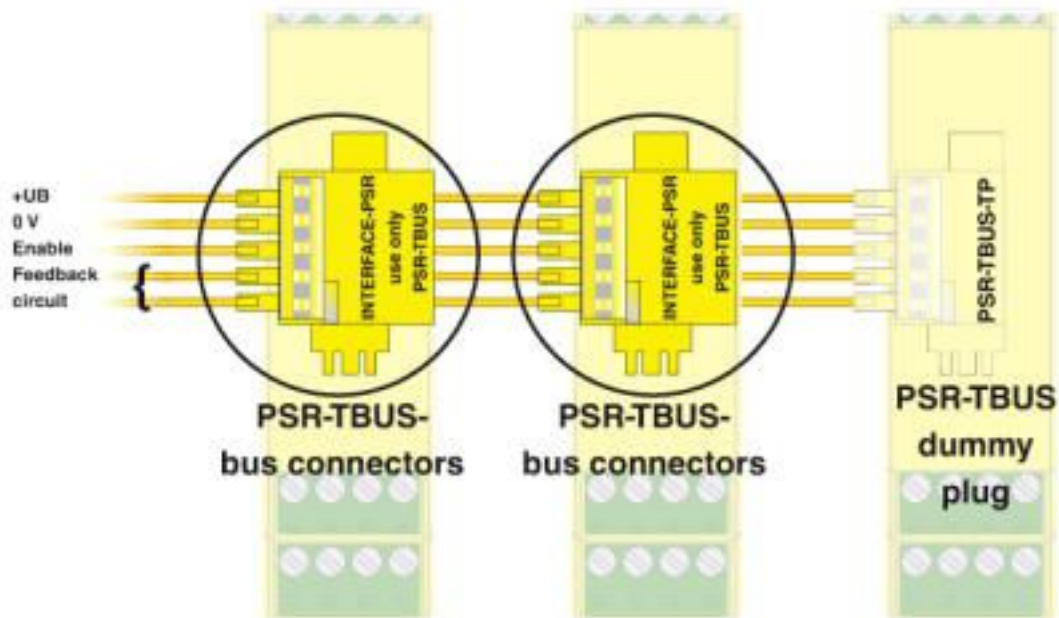 +UB
0 V
Enable
Feedback
circuit
INTERFACE-PSR
use only
PSR-TBUS
INTERFACE-PSR
use only
PSR-TBUS
PSR-TBUS-TP
PSR-TBUS-
bus connectors
PSR-TBUS-
bus connectors
PSR-TBUS
dummy
plug